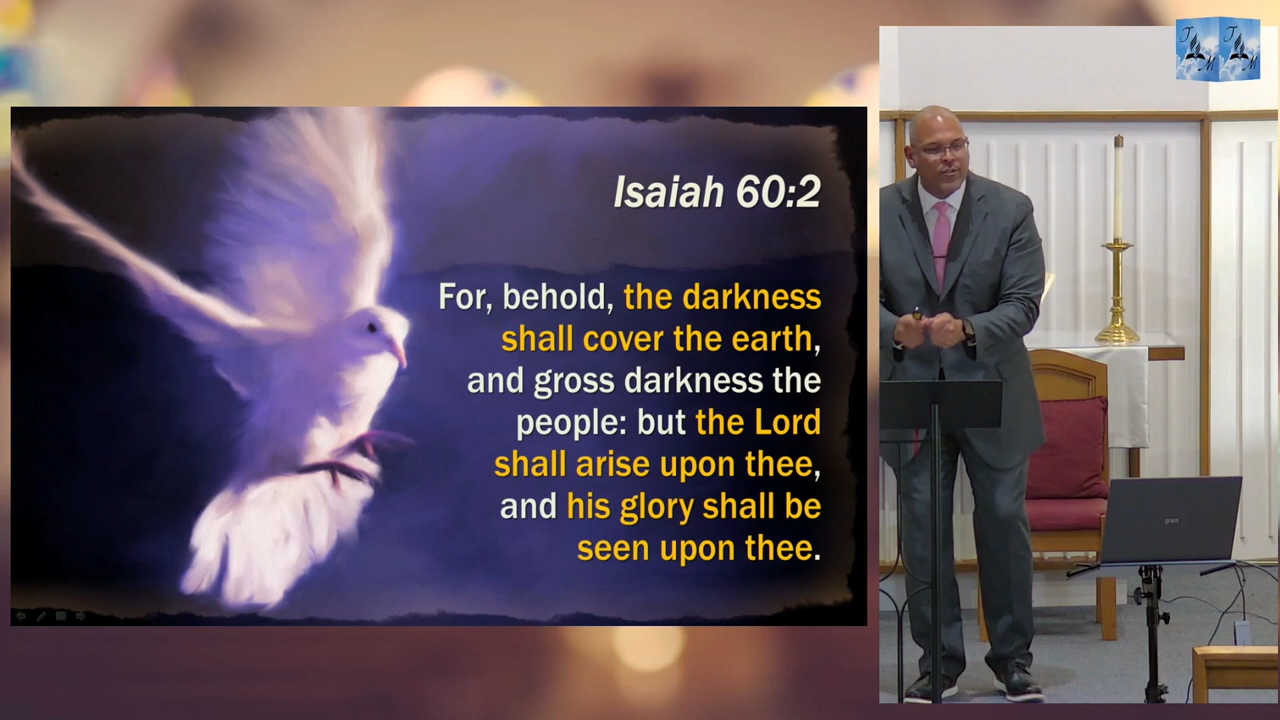 Isaiah 60:2
For, behold, the darkness
shall cover the earth,
and gross darkness the
people: but the Lord
shall arise upon thee,
and his glory shall be
seen upon thee.
J
M
J
M
gram